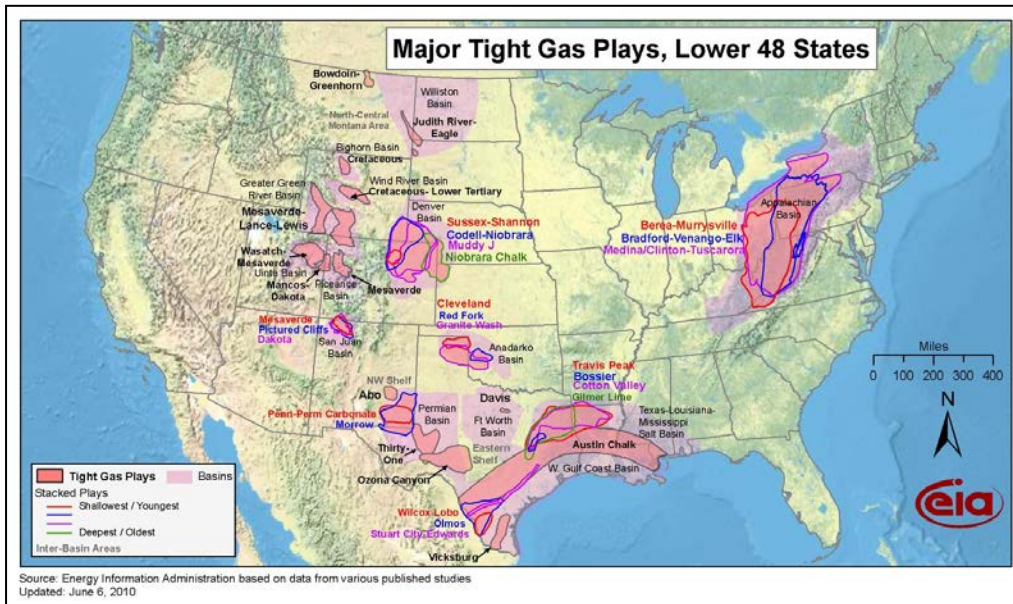 Major Tight Gas Plays, Lower 48 States
Bowdoin-
Greenhorn
Williston
Basin
North-Central
Montana Area
Judith River-
Eagle
Bighorn Basin
Cretaceous
Wind River Basin
Cretaceous- Lower Tertiary
Greater Green
River Basin
Mesaverde-
Lance-Lewis
Denver
Basin
Sussex-Shannon
Codell-Niobrara
Muddy J
Niobrara Chalk
Appalachian
Basin
Berea-Murrysville
Bradford-Venango-Elk
Medina/Clinton-Tuscarora
Wasatch-
Mesaverde
Uinta Basin
Mancos-
Dakota
Piceance
Basin
Mesaverde
Cleveland
Red Fork
Granite Wash
Mesaverde
Pictured Cliffs
Dakota
San Juan
Basin
Anadarko
Basin
Miles
0 100 200 300 400
N
Travis Peak
Bossier
Cotton Valley
Gilmer Lime
NW Shelf
Abo
Davis
Penn-Perm Carbonate
Morrow
Permian
Basin
Ft Worth
Basin
Texas-Louisiana-
Mississippi
Salt Basin
Thirty-
One
Eastern
Shelf
Austin Chalk
Ozona Canyon
W. Gulf Coast Basin
Wilcox Lobo
Olmos
Stuart City-Edwards
Vicksburg
Tight Gas Plays
Basins
Stacked Plays
Shallowest / Youngest
Deepest / Oldest
Inter-Basin Areas
eia
Source: Energy Information Administration based on data from various published studies
Updated: June 6, 2010